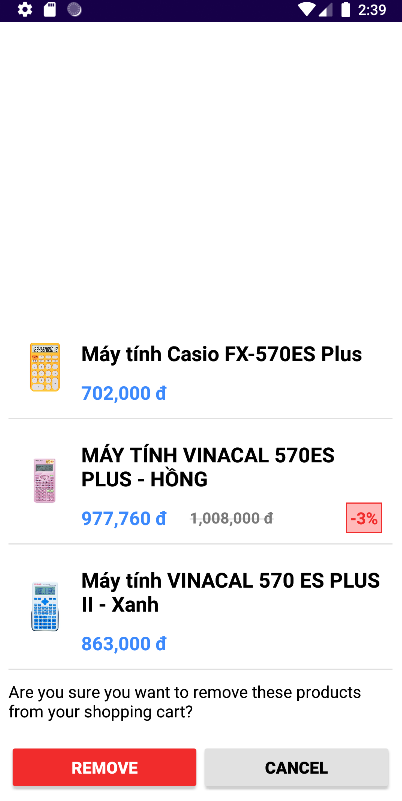 2:39
Máy tính Casio FX-570ES Plus
702,000 đ
MÁY TÍNH VINACAL 570ES
PLUS - HỒNG
977,760 đ 1,008,000 đ -3%
Máy tính VINACAL 570 ES PLUS
II - Xanh
863,000 đ
Are you sure you want to remove these products
from your shopping cart?
REMOVE CANCEL